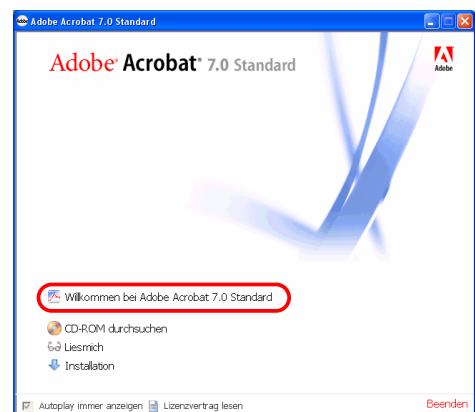 Adobe Adobe Acrobat 7.0 Standard
Adobe Acrobat 7.0 Standard
Adobe
Willkommen bei Adobe Acrobat 7.0 Standard
CD-ROM durchsuchen
Liesmich
Installation
Autoplay immer anzeigen Lizenzvertrag lesen Beenden